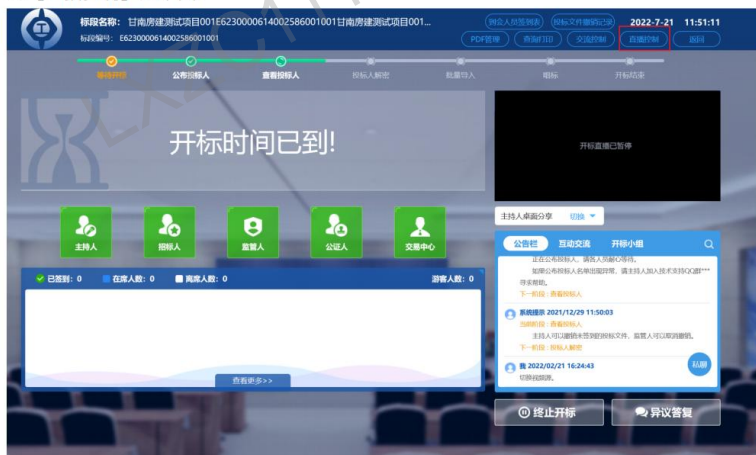 标段名称： 甘南房建测试项目001E6230000614002586001001甘南房建测试项目001...
标段编号： E6230000614002586001001
到会人员签到表 投标文件撤销记录 2022-7-21 11:51:11
PDF管理 查询打印 交流控制 直播控制 返回
等待开标 公布投标人 查看投标人 投标人解密 批量导入 唱标 开标结束
开标时间已到!
开标直播已暂停
主持人桌面分享 切换
主持人 招标人 监管人 公证人 交易中心
公告栏 互动交流 开标小组
正在公布投标人，请各人员耐心等待。
如果公布投标人名单出现异常，请主持人加入技术支持QQ群***
寻求帮助。
下一阶段：查看投标人
系统提示 2021/12/29 11:50:03
当前阶段：查看投标人
主持人可以撤销未签到的投标文件，监管人可以取消撤销。
下一阶段：投标人解密
我 2022/02/21 16:24:43
切换视频源。
私聊
已签到：0 在席人数：0 离席人数：0 游客人数：0
查看更多>>
终止开标 异议答复